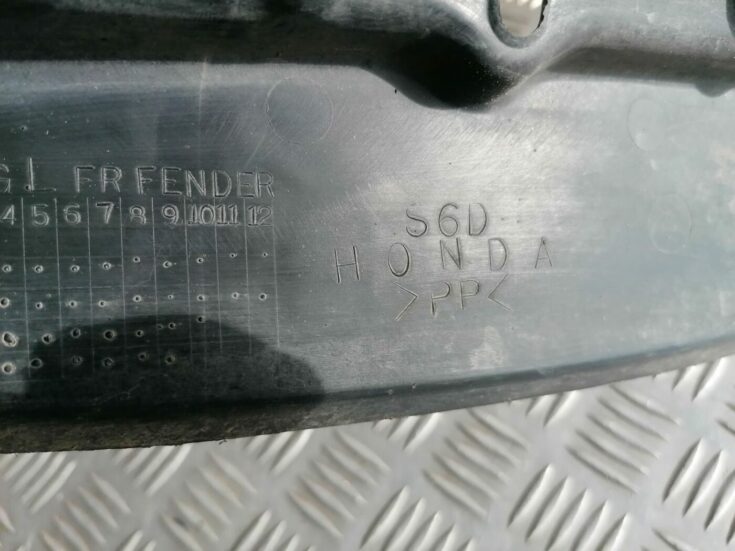 G L FR FENDER
4 5 6 7 8 9 10 11 12
S6D
HONDA
>PP<